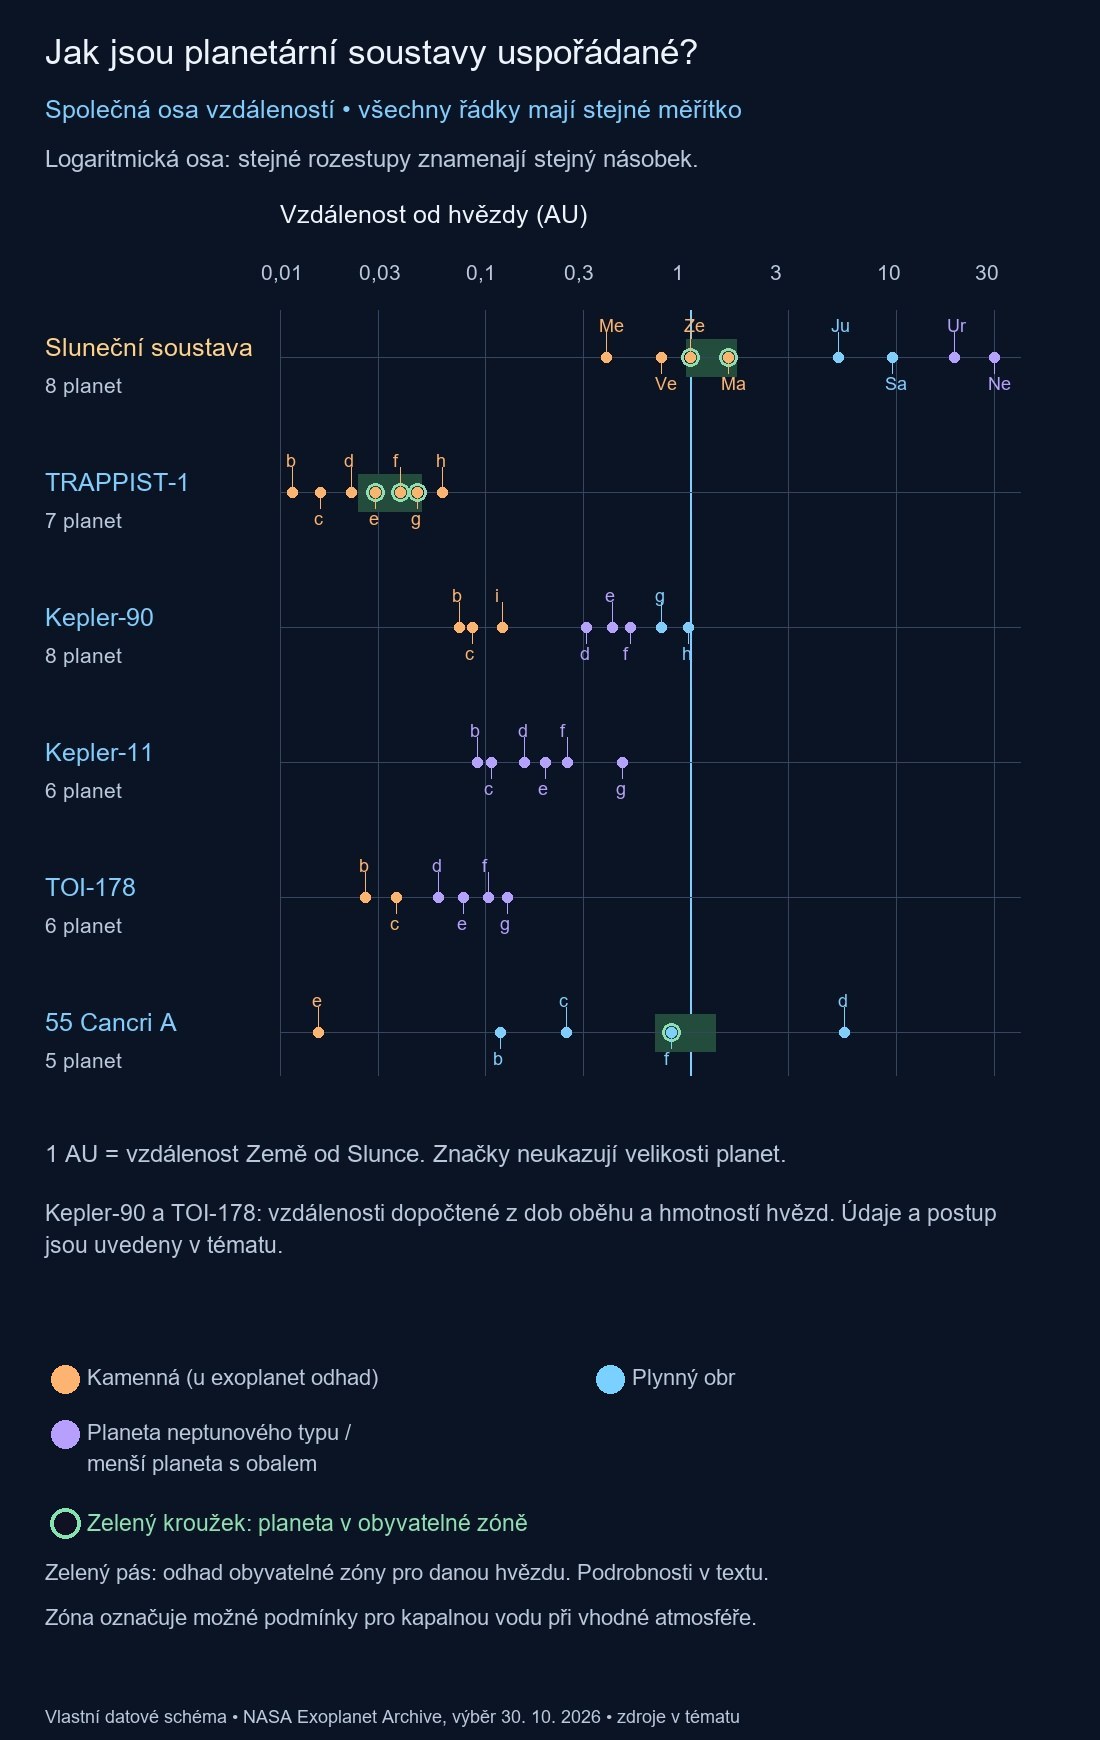 Jak jsou planetární soustavy uspořádané?
Společná osa vzdáleností • všechny řádky mají stejné měřítko
Logaritmická osa: stejné rozestupy znamenají stejný násobek.
Vzdálenost od hvězdy (AU)
0,01 0,03 0,1 0,3 1 3 10 30
Me Ze Ju Ur
Sluneční soustava
8 planet
Ve Ma Sa Ne
b d f h
TRAPPIST-1
7 planet
c e g
b i e g
Kepler-90
8 planet
c d f h
b d f
Kepler-11
6 planet
c e g
b d f
TOI-178
6 planet
c e g
e c d
55 Cancri A
5 planet
b f
1 AU = vzdálenost Země od Slunce. Značky neukazují velikosti planet.
Kepler-90 a TOI-178: vzdálenosti dopočtené z dob oběhu a hmotností hvězd. Údaje a postup
jsou uvedeny v tématu.
Kamenná (u exoplanet odhad)
Plynný obr
Planeta neptunového typu /
menší planeta s obalem
Zelený kroužek: planeta v obyvatelné zóně
Zelený pás: odhad obyvatelné zóny pro danou hvězdu. Podrobnosti v textu.
Zóna označuje možné podmínky pro kapalnou vodu při vhodné atmosféře.
Vlastní datové schéma • NASA Exoplanet Archive, výběr 30. 10. 2026 • zdroje v tématu